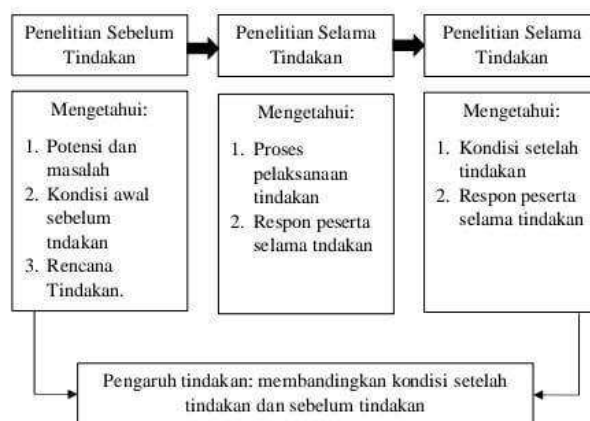 Penelitian Sebelum
Tindakan
Penelitian Selama
Tindakan
Penelitian Selama
Tindakan
Mengetahui:
1. Potensi dan
masalah
2. Kondisi awal
sebelum
tndakan
3. Rencana
Tindakan.
Mengetahui:
1. Proses
pelaksanaan
tindakan
2. Respon peserta
selama tndakan
Mengetahui:
1. Kondisi setelah
tindakan
2. Respon peserta
selama tindakan
Pengaruh tindakan: membandingkan kondisi setelah
tindakan dan sebelum tindakan